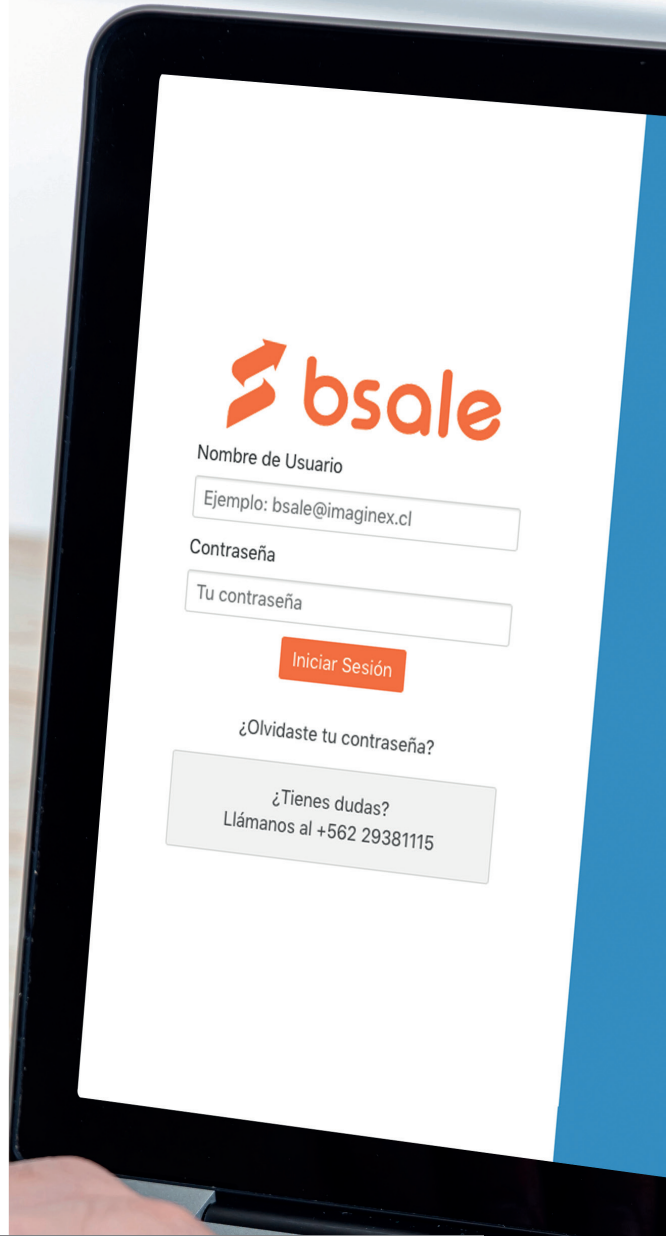 bsale
Nombre de Usuario
Ejemplo: bsale@imaginex.cl
Contraseña
Tu contraseña
Iniciar Sesión
¿Olvidaste tu contraseña?
¿Tienes dudas?
Llámanos al +562 29381115